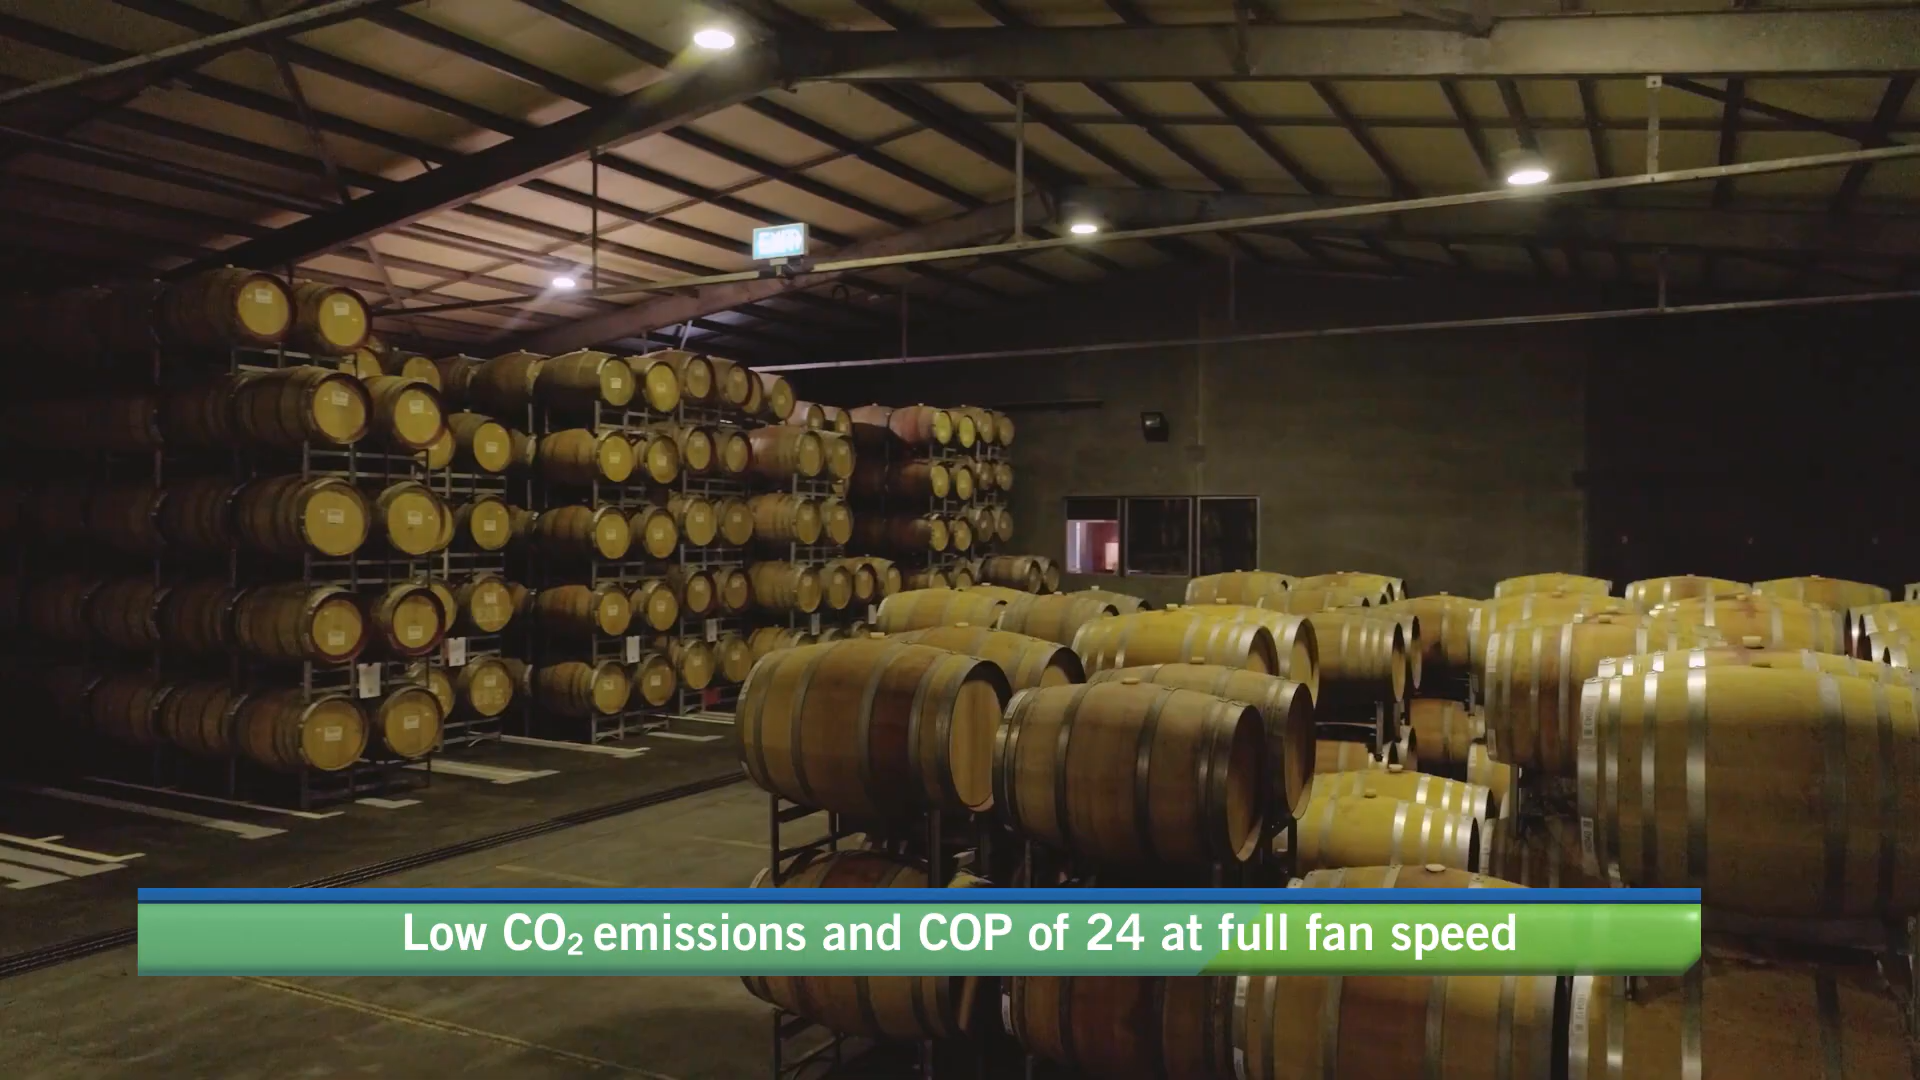 Low CO₂ emissions and COP of 24 at full fan speed